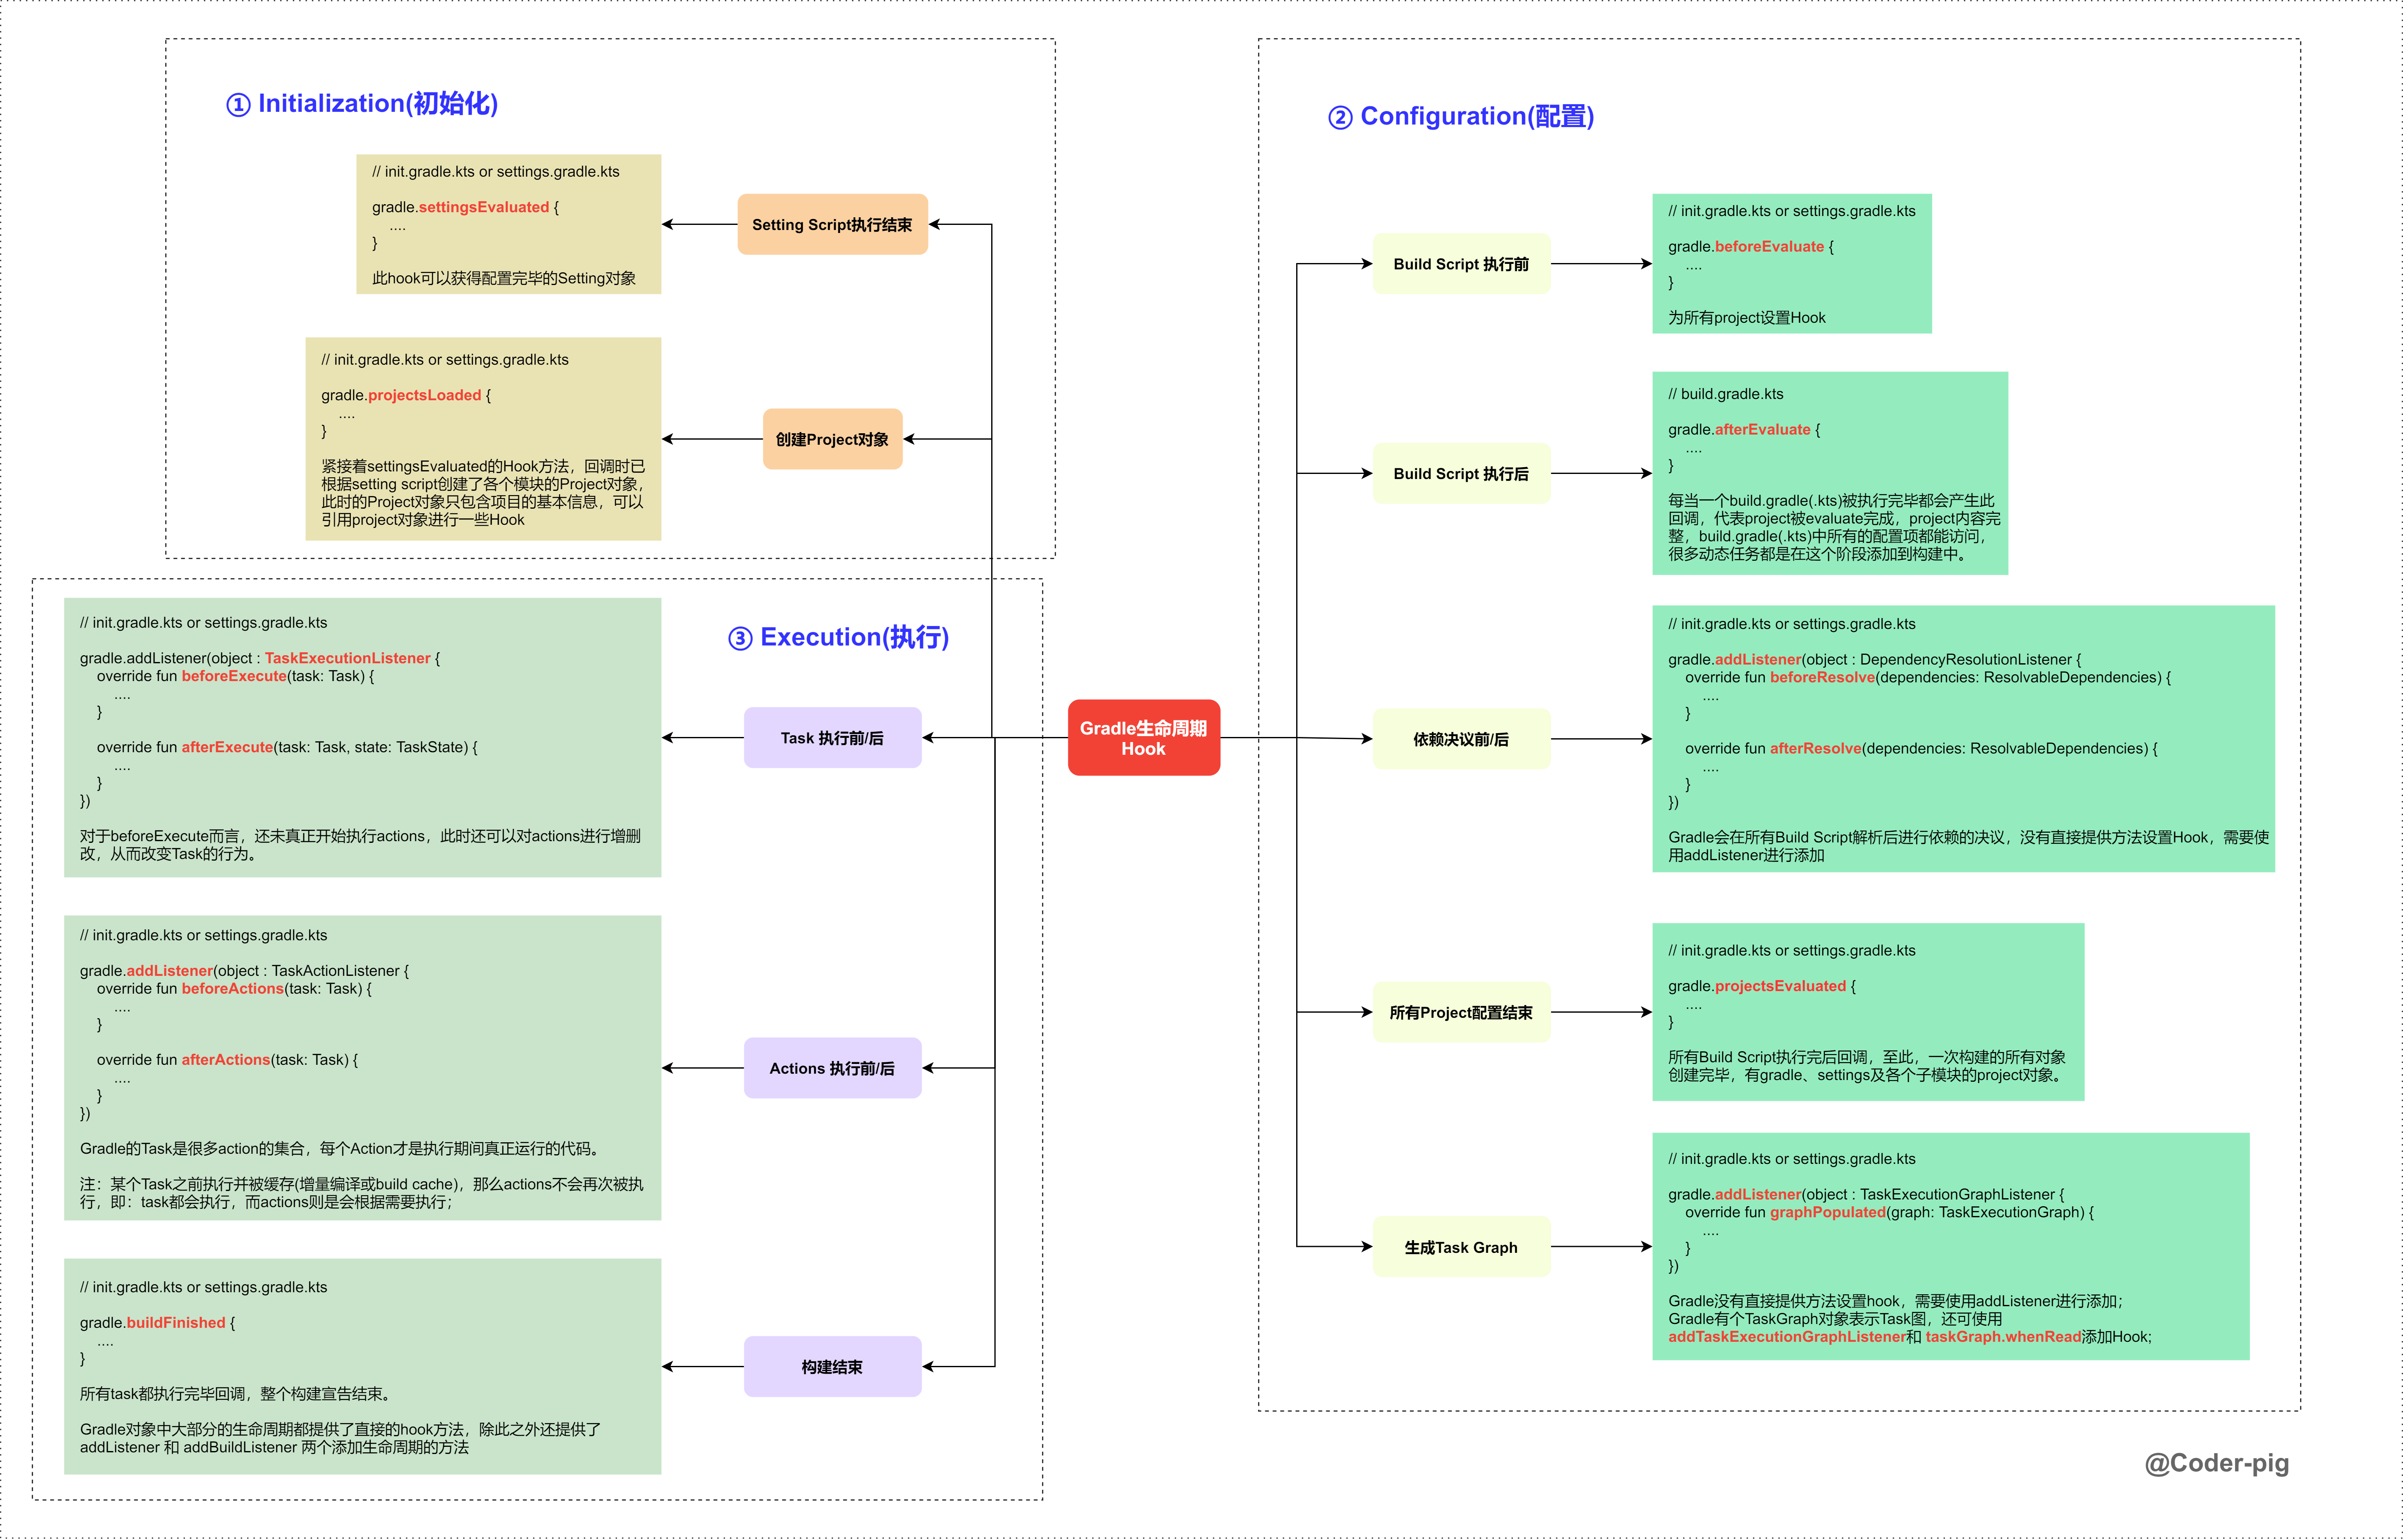 ① Initialization(初始化)
// init.gradle.kts or settings.gradle.kts
gradle.settingsEvaluated {
....
}
此hook可以获得配置完毕的Setting对象
Setting Script执行结束
// init.gradle.kts or settings.gradle.kts
gradle.projectsLoaded {
....
}
紧接着settingsEvaluated的Hook方法，回调时已
根据setting script创建了各个模块的Project对象，
此时的Project对象只包含项目的基本信息，可以
引用project对象进行一些Hook
创建Project对象
Gradle生命周期
Hook
② Configuration(配置)
Build Script 执行前
// init.gradle.kts or settings.gradle.kts
gradle.beforeEvaluate {
....
}
为所有project设置Hook
Build Script 执行后
// build.gradle.kts
gradle.afterEvaluate {
....
}
每当一个build.gradle(.kts)被执行完毕都会产生此
回调，代表project被evaluate完成，project内容完
整，build.gradle(.kts)中所有的配置项都能访问，
很多动态任务都是在这个阶段添加到构建中。
依赖决议前/后
// init.gradle.kts or settings.gradle.kts
gradle.addListener(object : DependencyResolutionListener {
override fun beforeResolve(dependencies: ResolvableDependencies) {
....
}
override fun afterResolve(dependencies: ResolvableDependencies) {
....
}
})
Gradle会在所有Build Script解析后进行依赖的决议，没有直接提供方法设置Hook，需要使
用addListener进行添加
所有Project配置结束
// init.gradle.kts or settings.gradle.kts
gradle.projectsEvaluated {
....
}
所有Build Script执行完后回调，至此，一次构建的所有对象
创建完毕，有gradle、settings及各个子模块的project对象。
生成Task Graph
// init.gradle.kts or settings.gradle.kts
gradle.addListener(object : TaskExecutionGraphListener {
override fun graphPopulated(graph: TaskExecutionGraph) {
....
}
})
Gradle没有直接提供方法设置hook，需要使用addListener进行添加；
Gradle有个TaskGraph对象表示Task图，还可使用
addTaskExecutionGraphListener和 taskGraph.whenRead添加Hook;
③ Execution(执行)
// init.gradle.kts or settings.gradle.kts
gradle.addListener(object : TaskExecutionListener {
override fun beforeExecute(task: Task) {
....
}
override fun afterExecute(task: Task, state: TaskState) {
....
}
})
对于beforeExecute而言，还未真正开始执行actions，此时还可以对actions进行增删
改，从而改变Task的行为。
Task 执行前/后
// init.gradle.kts or settings.gradle.kts
gradle.addListener(object : TaskActionListener {
override fun beforeActions(task: Task) {
....
}
override fun afterActions(task: Task) {
....
}
})
Gradle的Task是很多action的集合，每个Action才是执行期间真正运行的代码。
注：某个Task之前执行并被缓存(增量编译或build cache)，那么actions不会再次被执
行，即：task都会执行，而actions则是会根据需要执行；
Actions 执行前/后
// init.gradle.kts or settings.gradle.kts
gradle.buildFinished {
....
}
所有task都执行完毕回调，整个构建宣告结束。
Gradle对象中大部分的生命周期都提供了直接的hook方法，除此之外还提供了
addListener 和 addBuildListener 两个添加生命周期的方法
构建结束
@Coder-pig